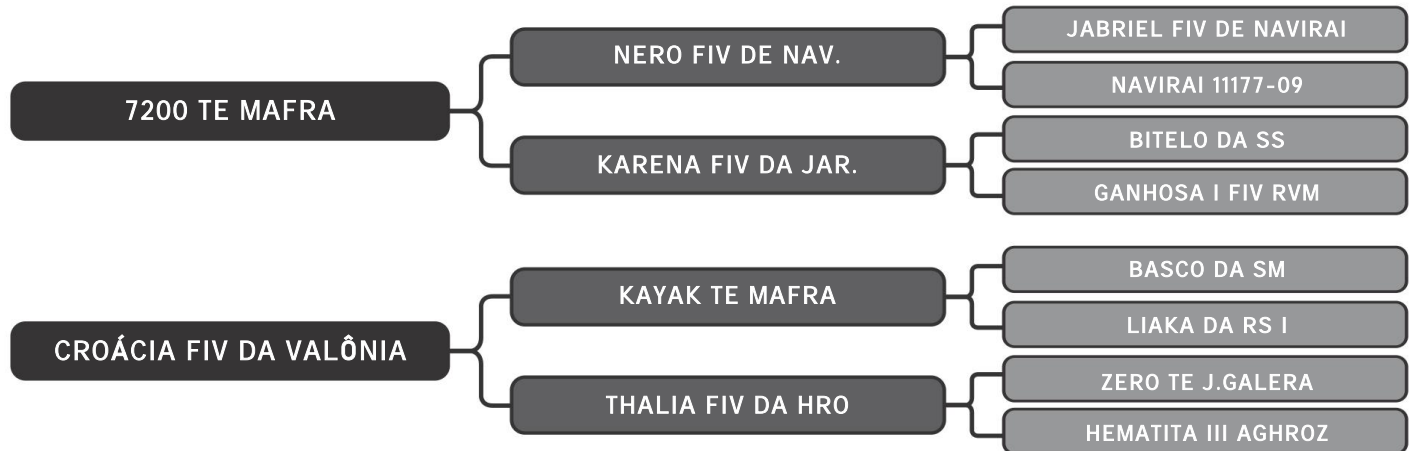 7200 TE MAFRA
NERO FIV DE NAV.
JABRIEL FIV DE NAVIRAI
NAVIRAI 11177-09
KARENA FIV DA JAR.
BITELO DA SS
GANHOSA I FIV RVM
CROÁCIA FIV DA VALÔNIA
KAYAK TE MAFRA
BASCO DA SM
LIAKA DA RS I
THALIA FIV DA HRO
ZERO TE J.GALERA
HEMATITA III AGHROZ